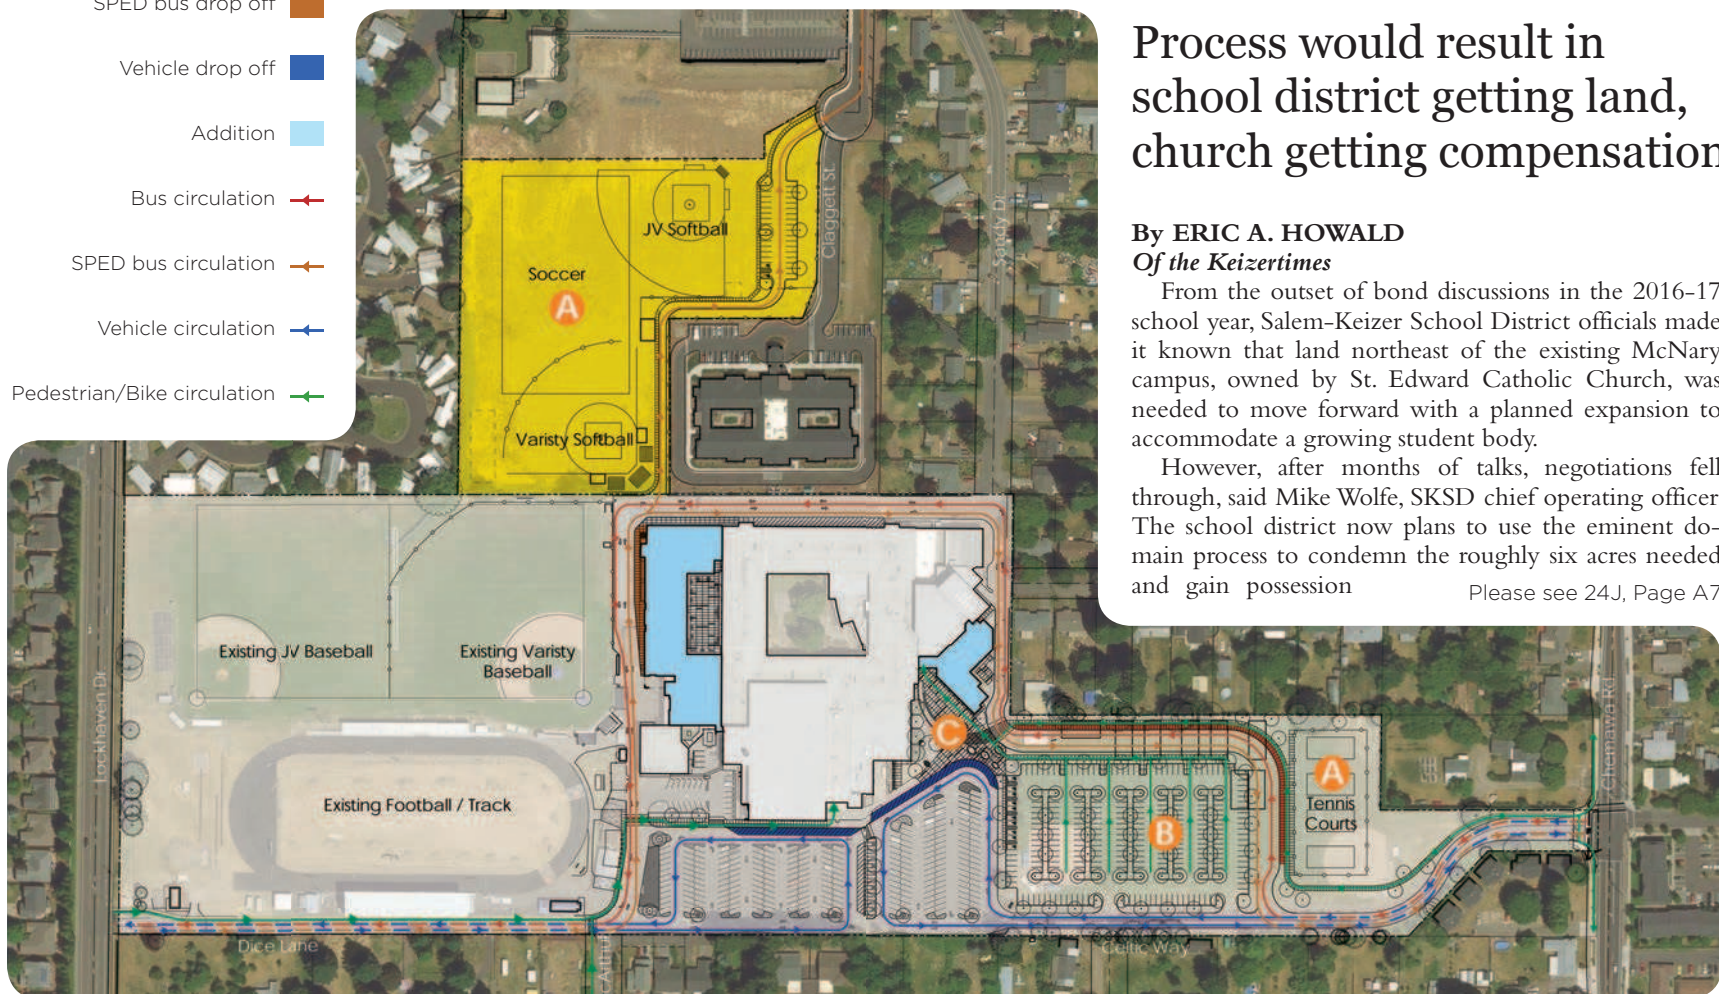 SPED bus drop off
Vehicle drop off
Addition
Bus circulation
SPED bus circulation
Vehicle circulation
Pedestrian/Bike circulation
JV Softball
Soccer
A
Varisty Softball
Claggett St.
Sandy Dr
Existing JV Baseball
Existing Varisty
Baseball
Existing Football / Track
Lockhaven Dr
C
B
A
Tennis
Courts
Chemawa Rd
Dice Lane
Celtic Way
Process would result in
school district getting land,
church getting compensation
By ERIC A. HOWALD
Of the Keizertimes
From the outset of bond discussions in the 2016-17
school year, Salem-Keizer School District officials made
it known that land northeast of the existing McNary
campus, owned by St. Edward Catholic Church, was
needed to move forward with a planned expansion to
accommodate a growing student body.
However, after months of talks, negotiations fell
through, said Mike Wolfe, SKSD chief operating officer
The school district now plans to use the eminent do-
main process to condemn the roughly six acres needed
and gain possession
Please see 24J, Page A7